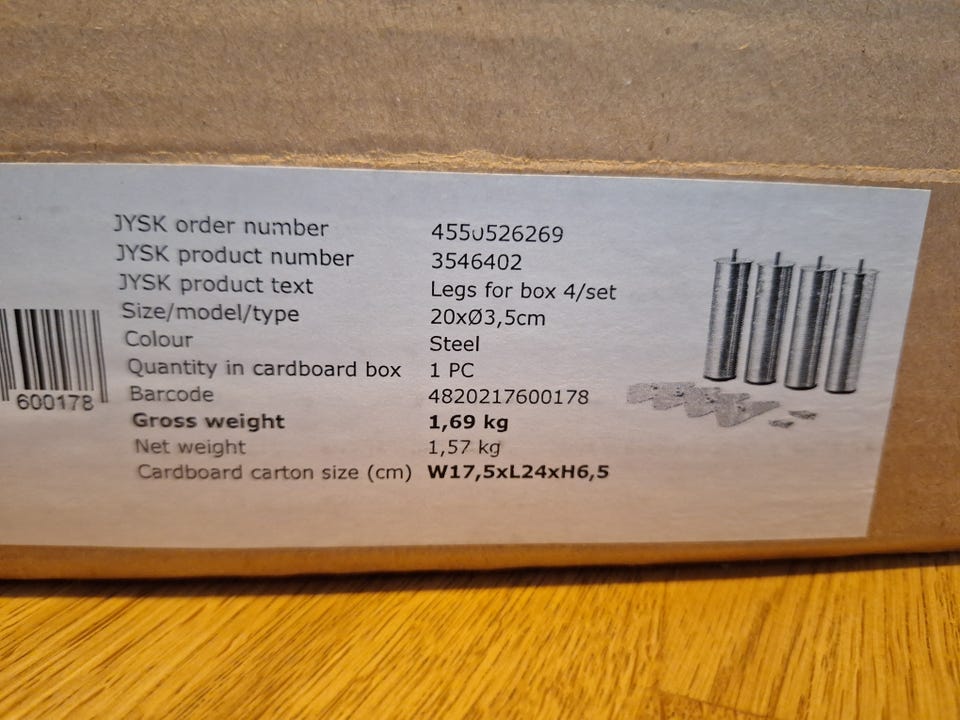 JYSK order number 4550526269
JYSK product number 3546402
JYSK product text Legs for box 4/set
Size/model/type 20xØ3,5cm
Colour Steel
Quantity in cardboard box 1 PC
Barcode 4820217600178
Gross weight 1,69 kg
Net weight 1,57 kg
Cardboard carton size (cm) W17,5xL24xH6,5
600178